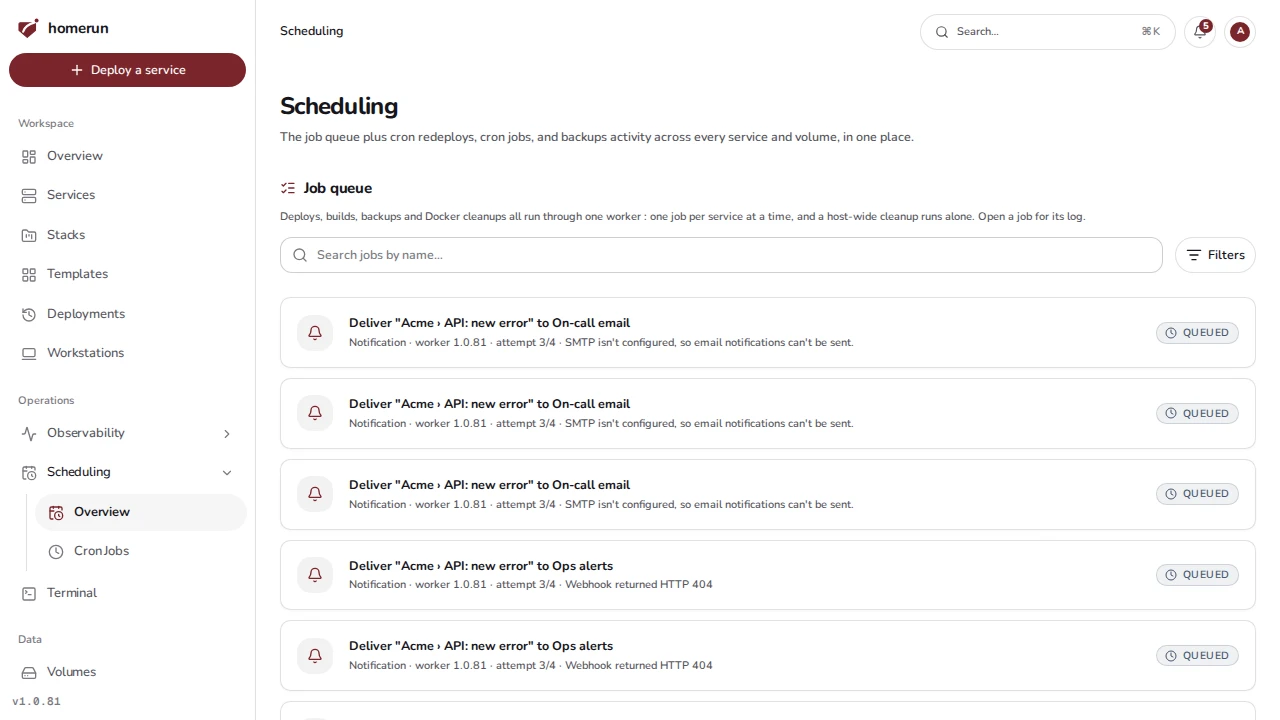 homerun
Deploy a service
Workspace
Overview
Services
Stacks
Templates
Deployments
Workstations
Operations
Observability
Scheduling
Overview
Cron Jobs
Terminal
Data
Volumes
v1.0.81
Scheduling
Search...
⌘K
5
A
Scheduling
The job queue plus cron redeploys, cron jobs, and backups activity across every service and volume, in one place.
Job queue
Deploys, builds, backups and Docker cleanups all run through one worker : one job per service at a time, and a host-wide cleanup runs alone. Open a job for its log.
Search jobs by name...
Filters
Deliver "Acme › API: new error" to On-call email
Notification · worker 1.0.81 · attempt 3/4 · SMTP isn't configured, so email notifications can't be sent.
QUEUED
Deliver "Acme › API: new error" to On-call email
Notification · worker 1.0.81 · attempt 3/4 · SMTP isn't configured, so email notifications can't be sent.
QUEUED
Deliver "Acme › API: new error" to On-call email
Notification · worker 1.0.81 · attempt 3/4 · SMTP isn't configured, so email notifications can't be sent.
QUEUED
Deliver "Acme › API: new error" to Ops alerts
Notification · worker 1.0.81 · attempt 3/4 · Webhook returned HTTP 404
QUEUED
Deliver "Acme › API: new error" to Ops alerts
Notification · worker 1.0.81 · attempt 3/4 · Webhook returned HTTP 404
QUEUED